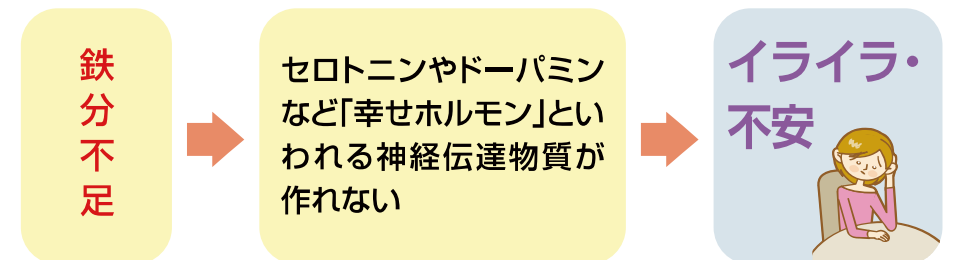 鉄分不足
セロトニンやドーパミン
など「幸せホルモン」とい
われる神経伝達物質が
作れない
イライラ・
不安